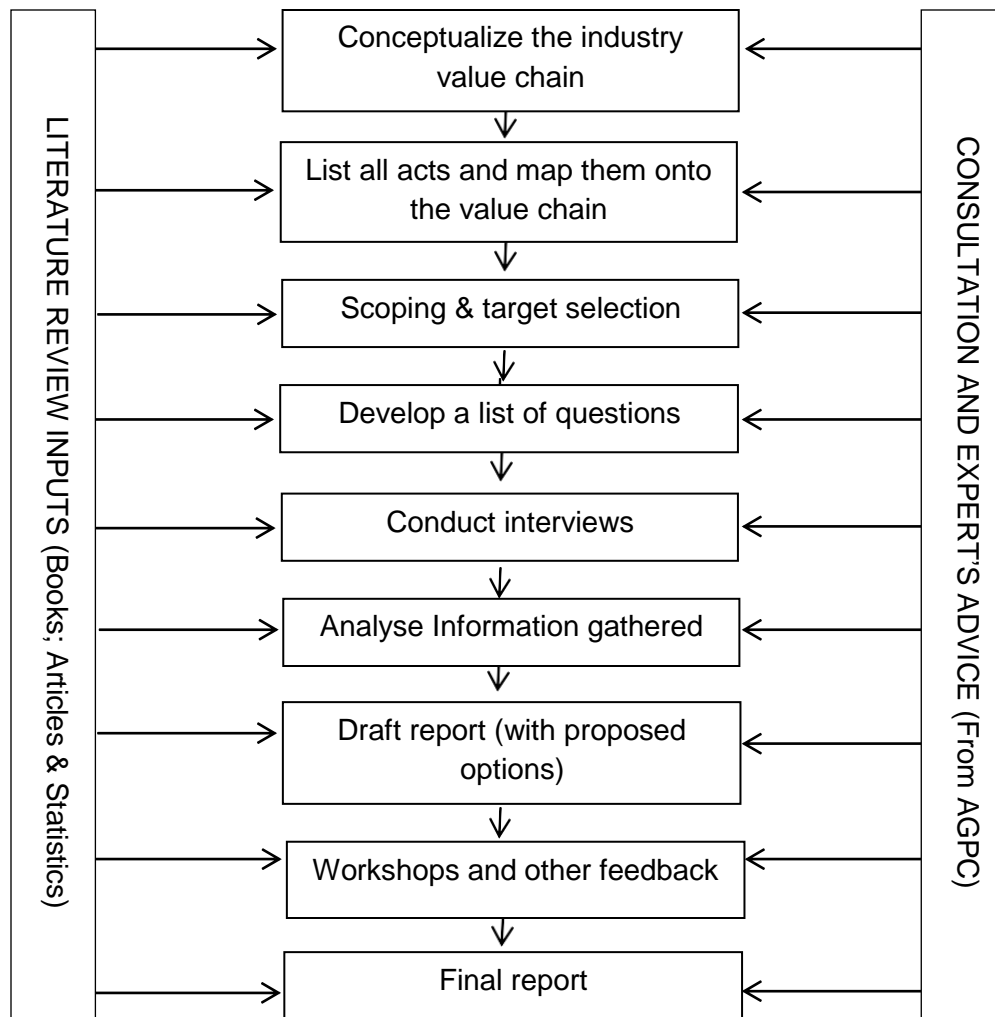 LITERATURE REVIEW INPUTS (Books; Articles & Statistics)
Conceptualize the industry
value chain
List all acts and map them onto
the value chain
Scoping & target selection
Develop a list of questions
Conduct interviews
Analyse Information gathered
Draft report (with proposed
options)
Workshops and other feedback
Final report
CONSULTATION AND EXPERT'S ADVICE (From AGPC)